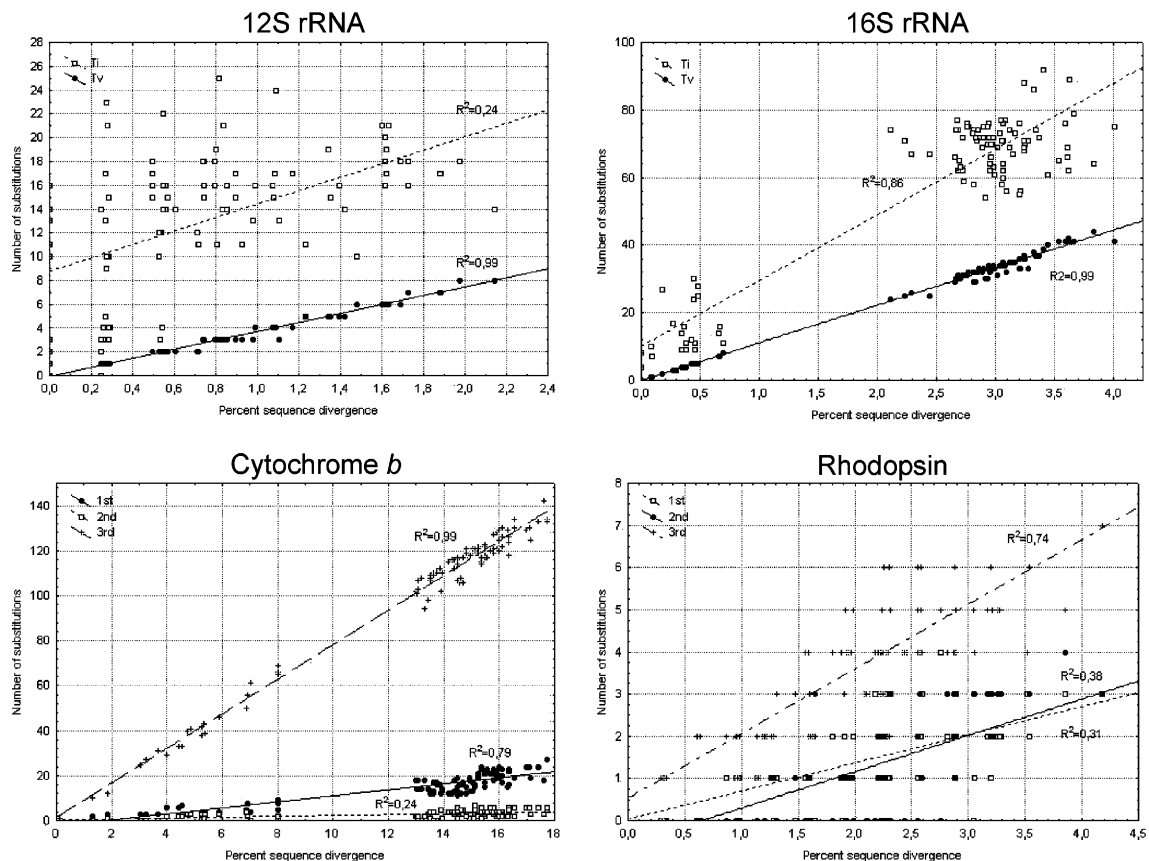 12S rRNA
28
26
24
22
20
18
16
14
12
10
8
6
4
2
0
Number of substitutions
Ti
Tv
R2=0,24
R2=0,99
0,0 0,2 0,4 0,6 0,8 1,0 1,2 1,4 1,6 1,8 2,0 2,2 2,4
Percent sequence divergence
16S rRNA
100
80
60
40
20
0
Number of substitutions
Ti
Tv
R2=0,86
R2=0,99
0,0 0,5 1,0 1,5 2,0 2,5 3,0 3,5 4,0
Percent sequence divergence
Cytochrome b
140
120
100
80
60
40
20
0
Number of substitutions
1st
2nd
3rd
R2=0,99
R2=0,79
R2=0,24
0 2 4 6 8 10 12 14 16 18
Percent sequence divergence
Rhodopsin
8
7
6
5
4
3
2
1
0
Number of substitutions
1st
2nd
3rd
R2=0,74
R2=0,38
R2=0,31
0,0 0,5 1,0 1,5 2,0 2,5 3,0 3,5 4,0 4,5
Percent sequence divergence